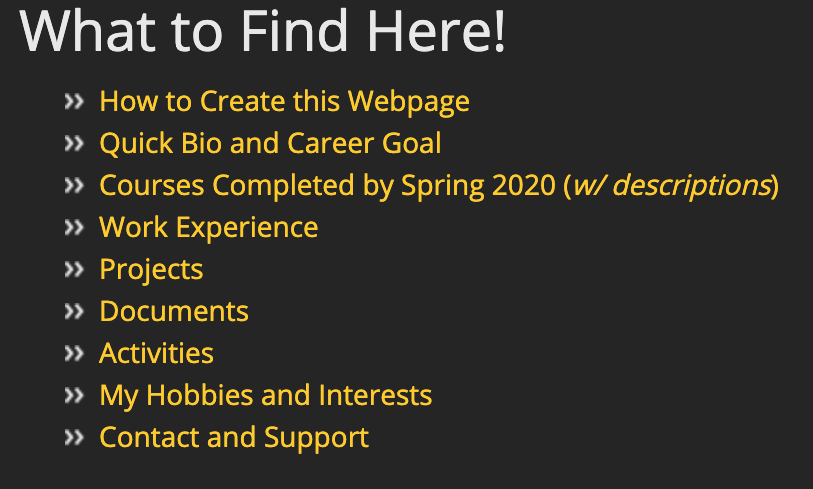 What to Find Here!
How to Create this Webpage
Quick Bio and Career Goal
Courses Completed by Spring 2020 (w/ descriptions)
Work Experience
Projects
Documents
Activities
My Hobbies and Interests
Contact and Support